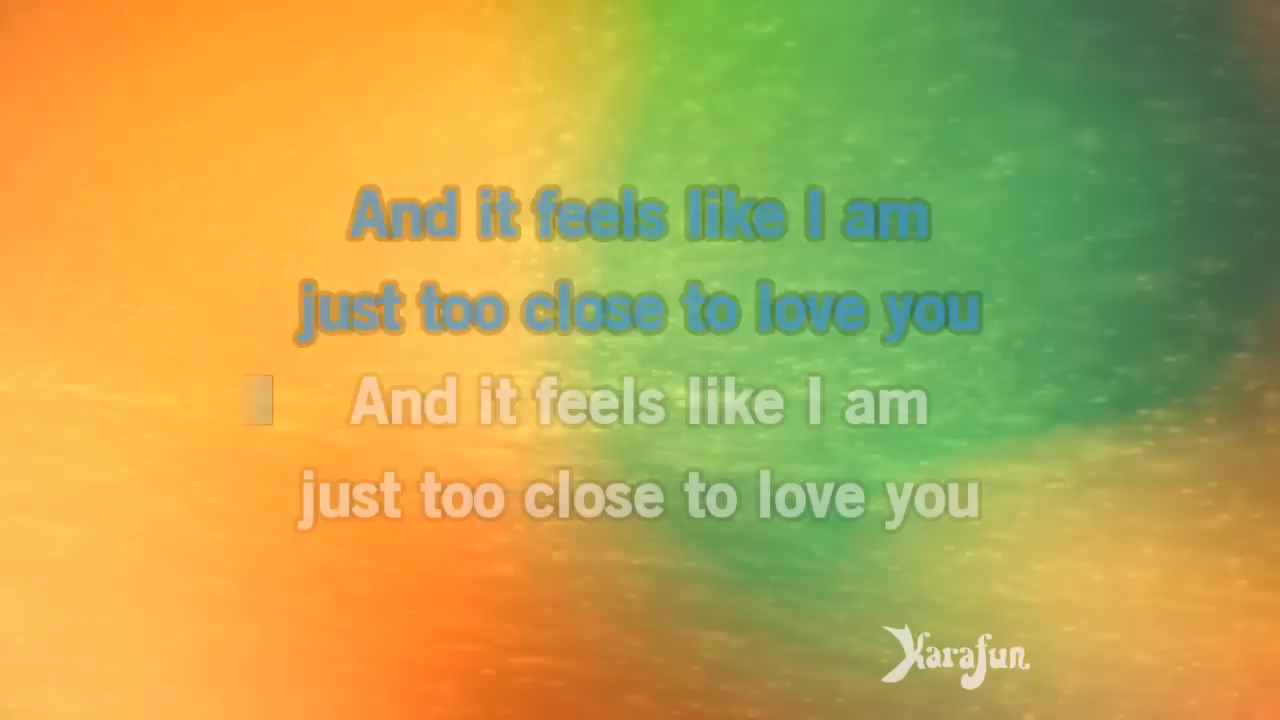 And it feels like I am
just too close to love you
And it feels like I am
just too close to love you
Karafun